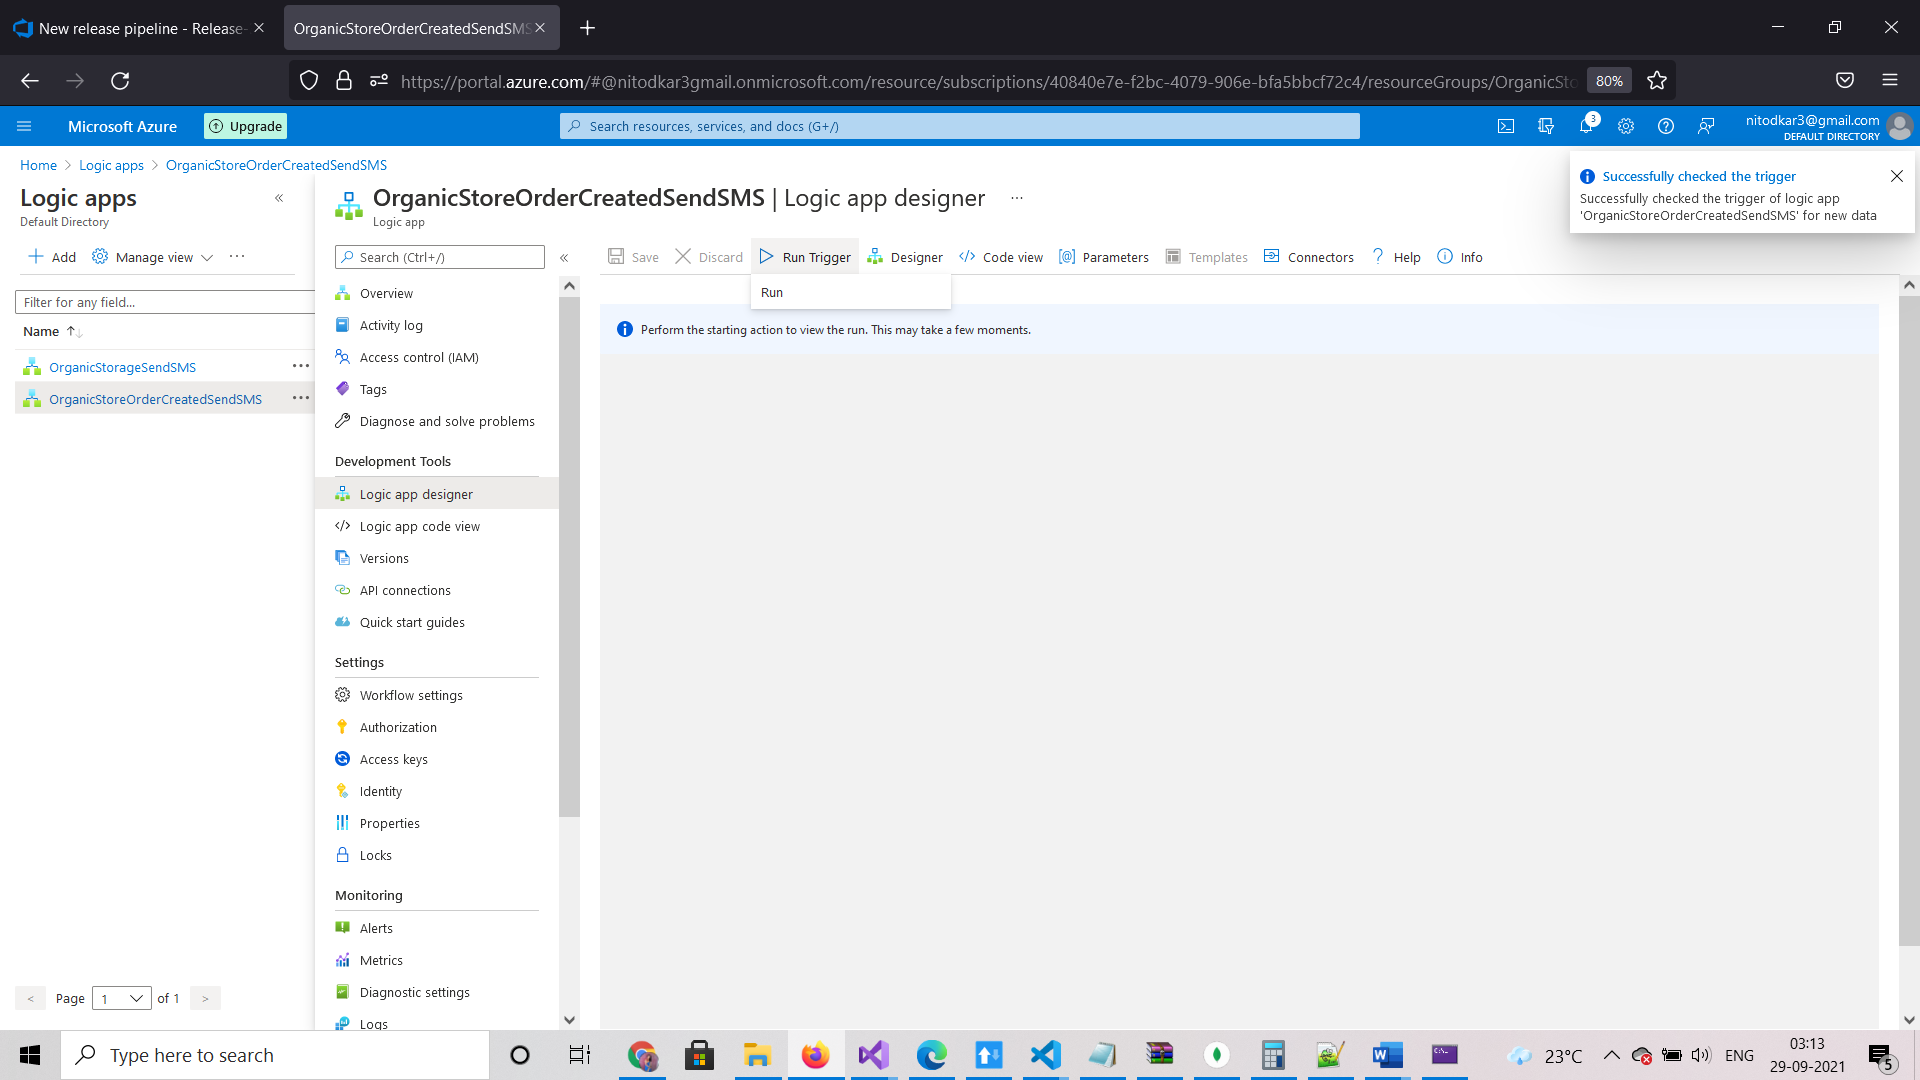 New release pipeline - Release-
OrganicStoreOrderCreatedSendSMS
https://portal.azure.com/#@nitodkar3gmail.onmicrosoft.com/resource/subscriptions/40840e7e-f2bc-4079-906e-bfa5bbcf72c4/resourceGroups/OrganicSto
80%
Microsoft Azure
Upgrade
Search resources, services, and docs (G+/)
3
nitodkar3@gmail.com
DEFAULT DIRECTORY
Home > Logic apps > OrganicStoreOrderCreatedSendSMS
Successfully checked the trigger
Successfully checked the trigger of logic app
'OrganicStoreOrderCreatedSendSMS' for new data
Logic apps
Default Directory
Add
Manage view
Filter for any field...
Name
OrganicStorageSendSMS
OrganicStoreOrderCreatedSendSMS
Page 1 of 1
OrganicStoreOrderCreatedSendSMS | Logic app designer
Logic app
Search (Ctrl+/)
Overview
Activity log
Access control (IAM)
Tags
Diagnose and solve problems
Development Tools
Logic app designer
Logic app code view
Versions
API connections
Quick start guides
Settings
Workflow settings
Authorization
Access keys
Identity
Properties
Locks
Monitoring
Alerts
Metrics
Diagnostic settings
Logs
Save
Discard
Run Trigger
Designer
Code view
Parameters
Templates
Connectors
Help
Info
Run
Perform the starting action to view the run. This may take a few moments.
Type here to search
23°C
ENG
03:13
29-09-2021
5